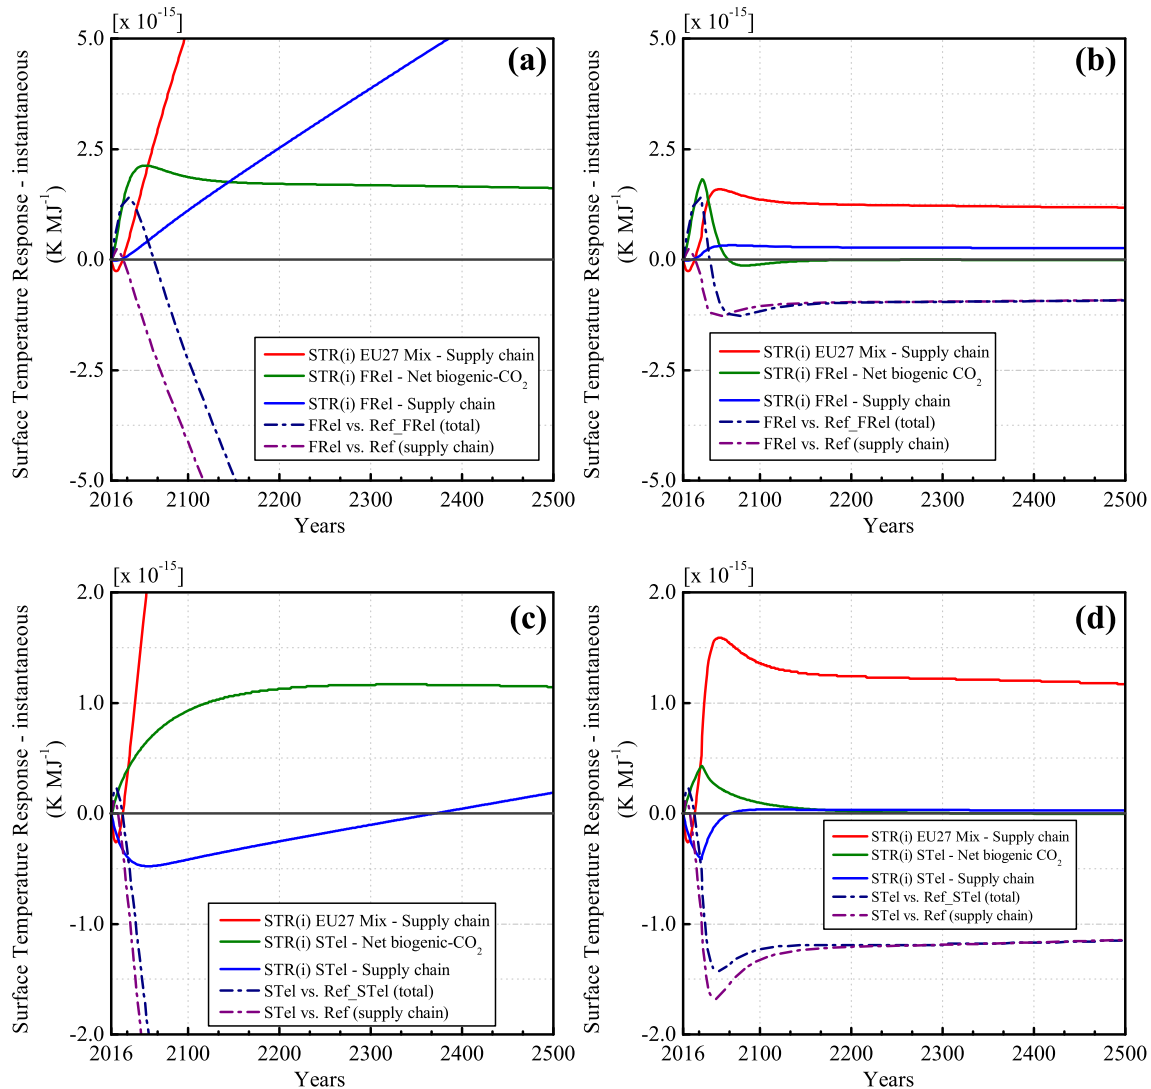 [x 10-15]
Surface Temperature Response - instantaneous
(K MJ-1)
5.0
2.5
0.0
-2.5
-5.0
(a)
STR(i) EU27 Mix - Supply chain
STR(i) FRel - Net biogenic-CO2
STR(i) FRel - Supply chain
FRel vs. Ref_FRel (total)
FRel vs. Ref (supply chain)
2016 2100 2200 2300 2400 2500
Years
[x 10-15]
Surface Temperature Response - instantaneous
(K MJ-1)
5.0
2.5
0.0
-2.5
-5.0
(b)
STR(i) EU27 Mix - Supply chain
STR(i) FRel - Net biogenic CO2
STR(i) FRel - Supply chain
FRel vs. Ref_FRel (total)
FRel vs. Ref (supply chain)
2016 2100 2200 2300 2400 2500
Years
[x 10-15]
Surface Temperature Response - instantaneous
(K MJ-1)
2.0
1.0
0.0
-1.0
-2.0
(c)
STR(i) EU27 Mix - Supply chain
STR(i) STel - Net biogenic-CO2
STR(i) STel - Supply chain
STel vs. Ref_STel (total)
STel vs. Ref (supply chain)
2016 2100 2200 2300 2400 2500
Years
[x 10-15]
Surface Temperature Response - instantaneous
(K MJ-1)
2.0
1.0
0.0
-1.0
-2.0
(d)
STR(i) EU27 Mix - Supply chain
STR(i) STel - Net biogenic CO2
STR(i) STel - Supply chain
STel vs. Ref_STel (total)
STel vs. Ref (supply chain)
2016 2100 2200 2300 2400 2500
Years